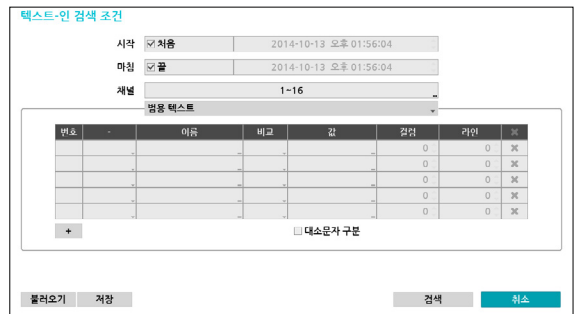 텍스트-인 검색 조건
시작 처음 2014-10-13 오후 01:56:04
마침 끝 2014-10-13 오후 01:56:04
채널 1~16 ...
범용 텍스트
번호 - 이름 비교 값 컬럼 라인
... ... ... ... 0 0
... ... ... ... 0 0
... ... ... ... 0 0
... ... ... ... 0 0
... ... ... ... 0 0
+ 대소문자 구분
불러오기 저장 검색 취소